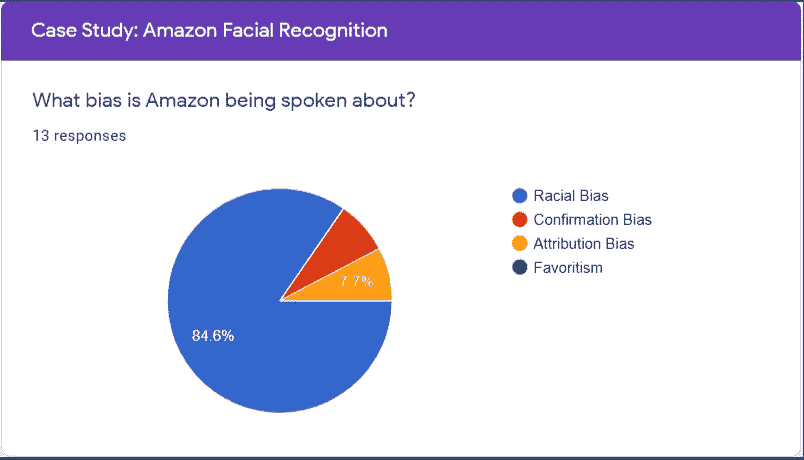 Case Study: Amazon Facial Recognition
What bias is Amazon being spoken about?
13 responses
Racial Bias
Confirmation Bias
Attribution Bias
Favoritism
7.7%
84.6%